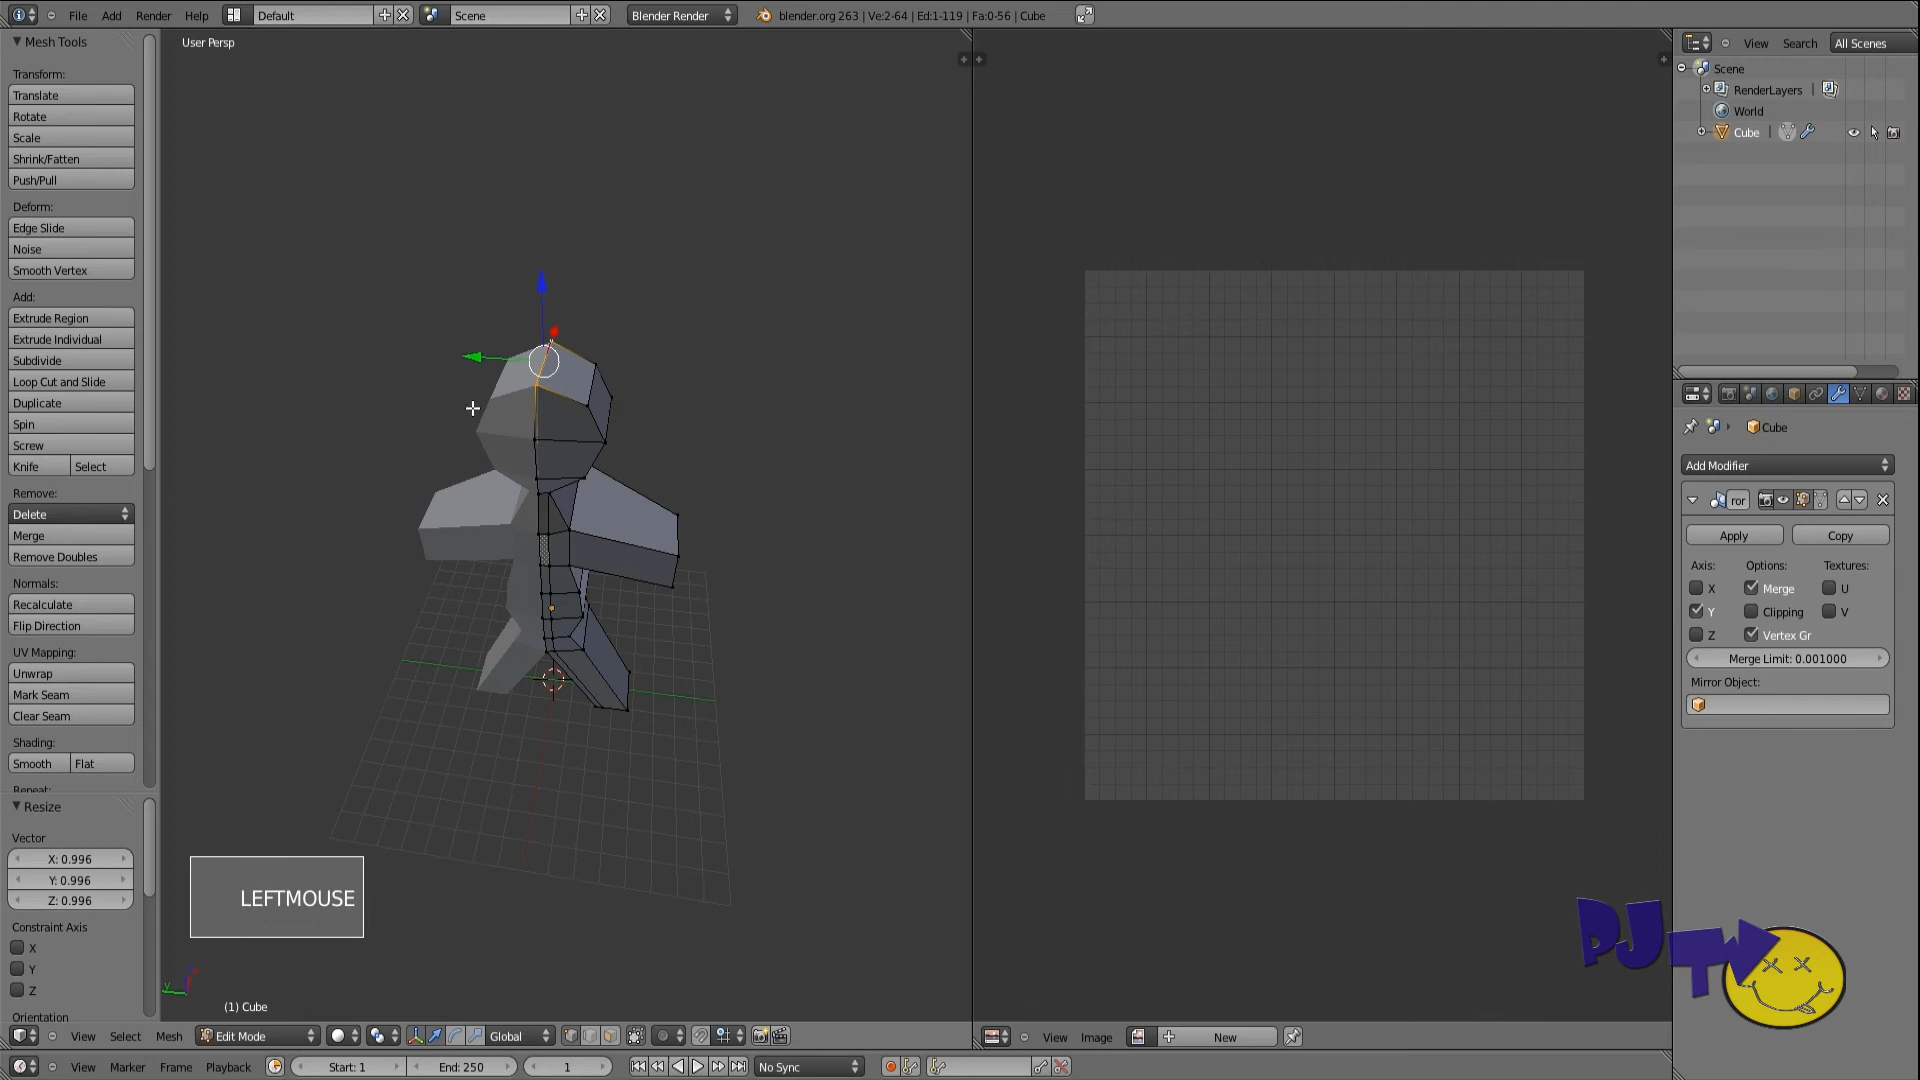 File Add Render Help Default Scene Blender Render blender.org 263 | Ve:2-64 | Ed:1-119 | Fa:0-56 | Cube
Mesh Tools
User Persp
View Search All Scenes
Scene
RenderLayers
World
Cube
Transform:
Translate
Rotate
Scale
Shrink/Fatten
Push/Pull
Deform:
Edge Slide
Noise
Smooth Vertex
Add:
Extrude Region
Extrude Individual
Subdivide
Loop Cut and Slide
Duplicate
Spin
Screw
Knife Select
Remove:
Delete
Merge
Remove Doubles
Normals:
Recalculate
Flip Direction
UV Mapping:
Unwrap
Mark Seam
Clear Seam
Shading:
Smooth Flat
Repeat:
Resize
Vector
X: 0.996
Y: 0.996
Z: 0.996
Constraint Axis
X
Y
Z
Orientation
LEFTMOUSE
y
(1) Cube
Cube
Add Modifier
ror
Apply Copy
Axis: Options: Textures:
X Merge U
Y Clipping V
Z Vertex Gr
Merge Limit: 0.001000
Mirror Object:
PJTV
View Select Mesh Edit Mode Global
View Image New
View Marker Frame Playback Start: 1 End: 250 1 No Sync